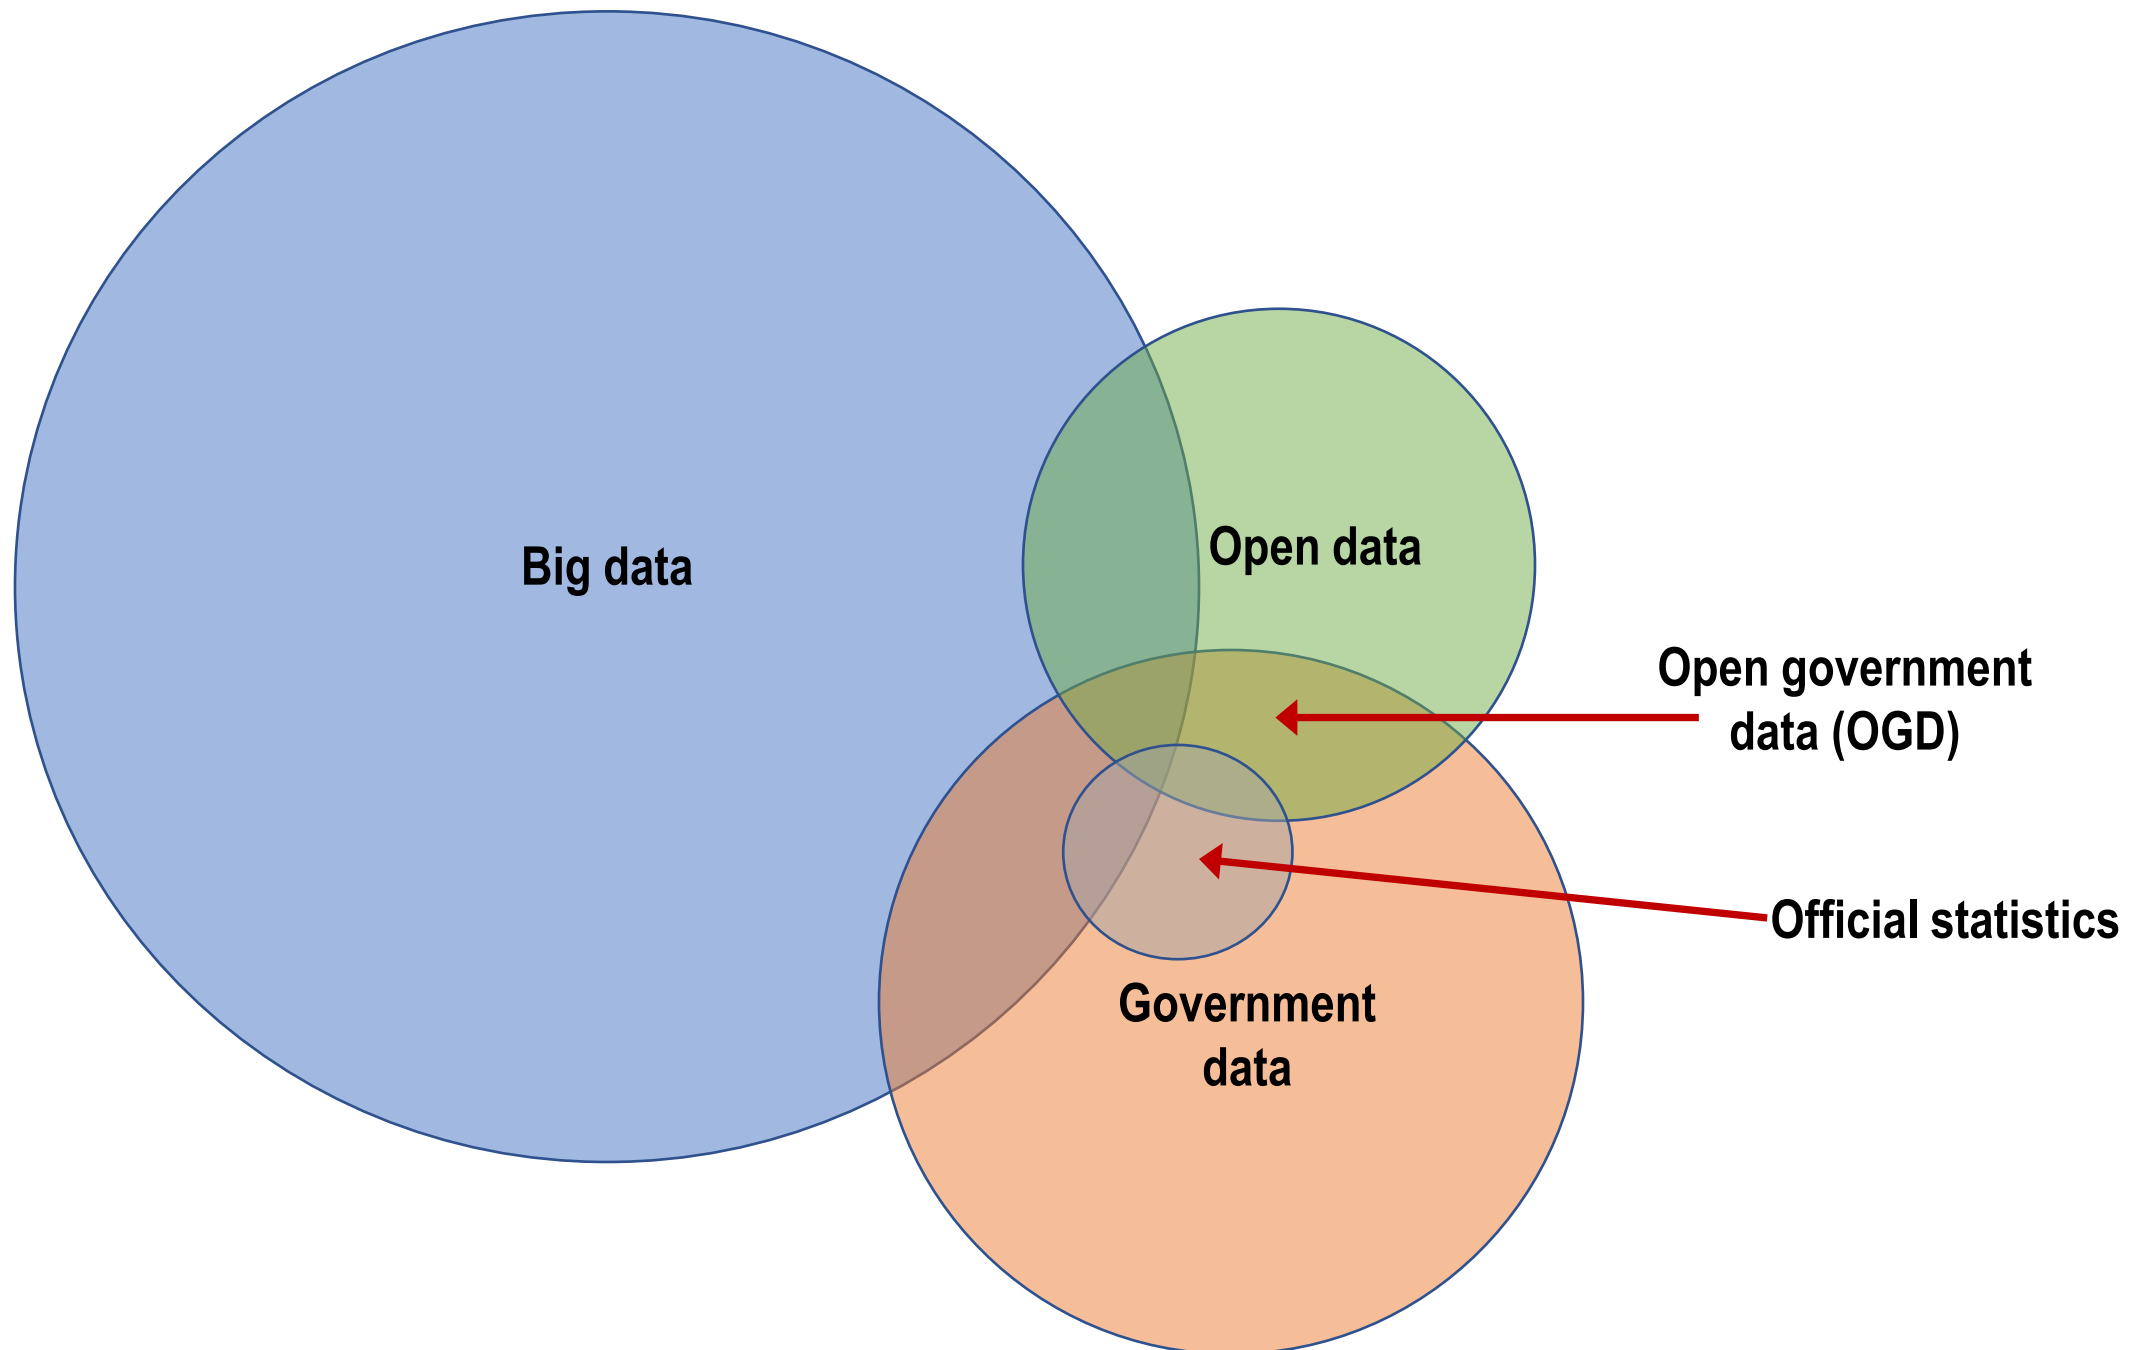 Big data
Open data
Open government
data (OGD)
Official statistics
Government
data